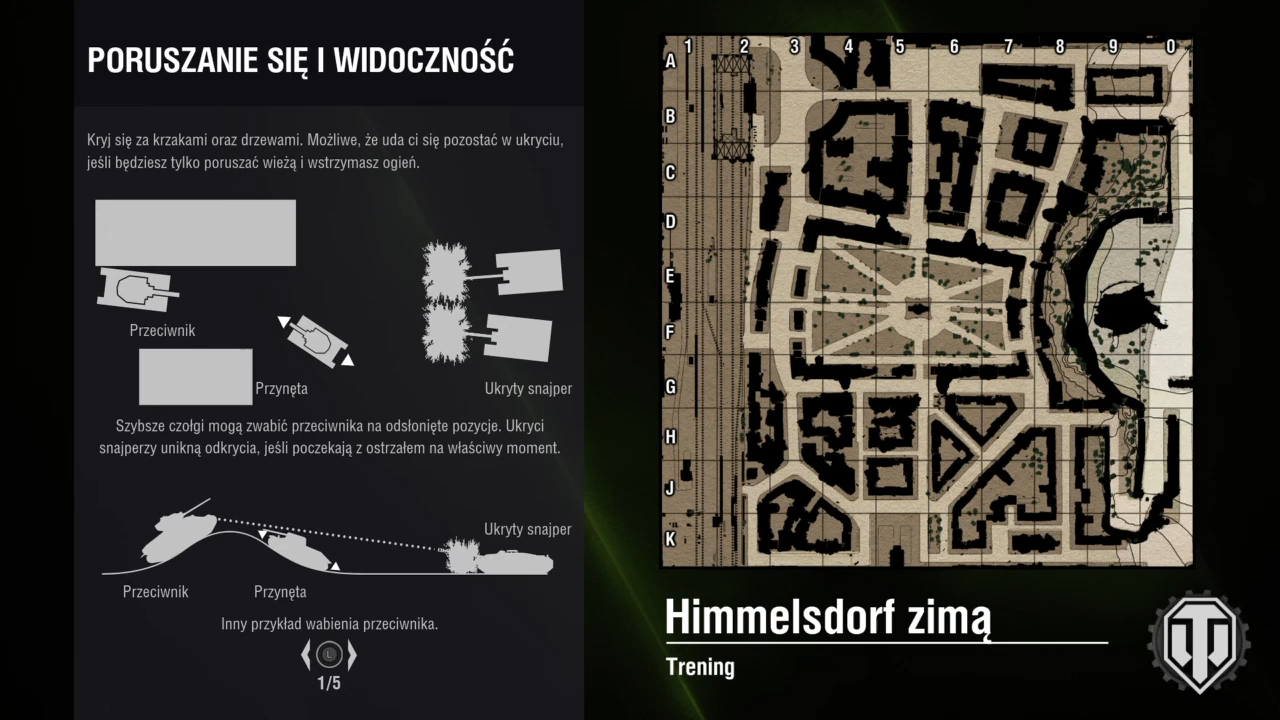 PORUSZANIE SIĘ I WIDOCZNOŚĆ
Kryj się za krzakami oraz drzewami. Możliwe, że uda ci się pozostać w ukryciu,
jeśli będziesz tylko poruszać wieżą i wstrzymasz ogień.
Przeciwnik
Przynęta
Ukryty snajper
Szybsze czołgi mogą zwabić przeciwnika na odsłonięte pozycje. Ukryci
snajperzy unikną odkrycia, jeśli poczekają z ostrzałem na właściwy moment.
Ukryty snajper
Przeciwnik
Przynęta
Inny przykład wabienia przeciwnika.
L
1/5
1 2 3 4 5 6 7 8 9 0
A
B
C
D
E
F
G
H
J
K
Himmelsdorf zimą
Trening